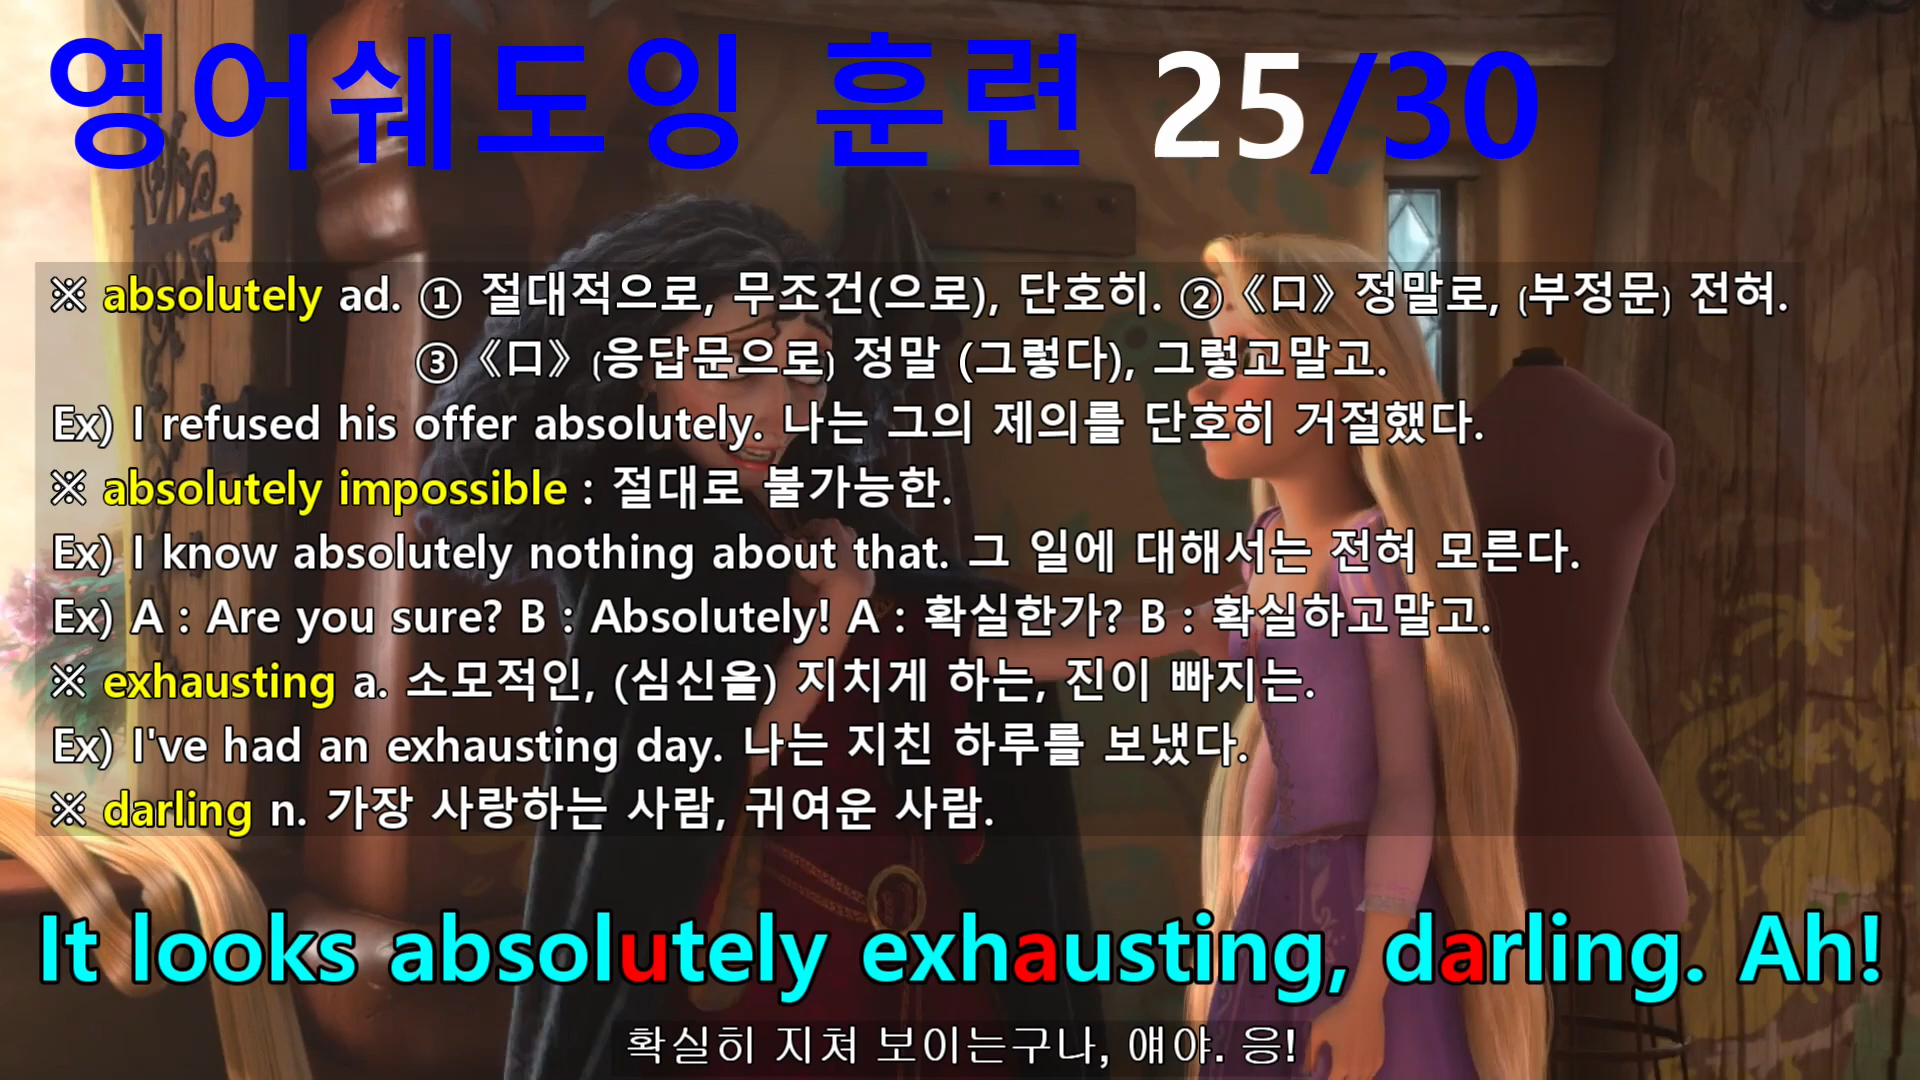 영어쉐도잉 훈련 25/30
※ absolutely ad. ① 절대적으로, 무조건(으로), 단호히. ②《口》정말로, (부정문) 전혀.
③《口》(응답문으로) 정말 (그렇다), 그렇고말고.
Ex) I refused his offer absolutely. 나는 그의 제의를 단호히 거절했다.
※ absolutely impossible : 절대로 불가능한.
Ex) I know absolutely nothing about that. 그 일에 대해서는 전혀 모른다.
Ex) A : Are you sure? B : Absolutely! A : 확실한가? B : 확실하고말고.
※ exhausting a. 소모적인, (심신을) 지치게 하는, 진이 빠지는.
Ex) I've had an exhausting day. 나는 지친 하루를 보냈다.
※ darling n. 가장 사랑하는 사람, 귀여운 사람.
It looks absolutely exhausting, darling. Ah!
확실히 지쳐 보이는구나, 얘야. 응!